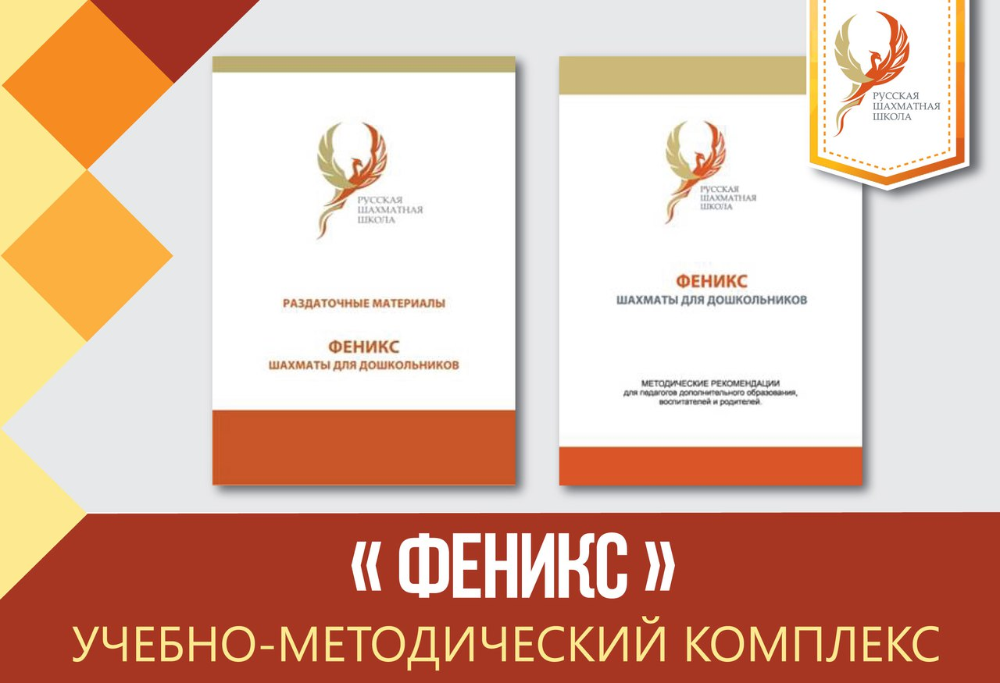 РУССКАЯ
ШАХМАТНАЯ
ШКОЛА
РАЗДАТОЧНЫЕ МАТЕРИАЛЫ
ФЕНИКС
ШАХМАТЫ ДЛЯ ДОШКОЛЬНИКОВ
РУССКАЯ
ШАХМАТНАЯ
ШКОЛА
ФЕНИКС
ШАХМАТЫ ДЛЯ ДОШКОЛЬНИКОВ
МЕТОДИЧЕСКИЕ РЕКОМЕНДАЦИИ
для педагогов дополнительного образования,
воспитателей и родителей.
РУССКАЯ
ШАХМАТНАЯ
ШКОЛА
« ФЕНИКС »
УЧЕБНО-МЕТОДИЧЕСКИЙ КОМПЛЕКС